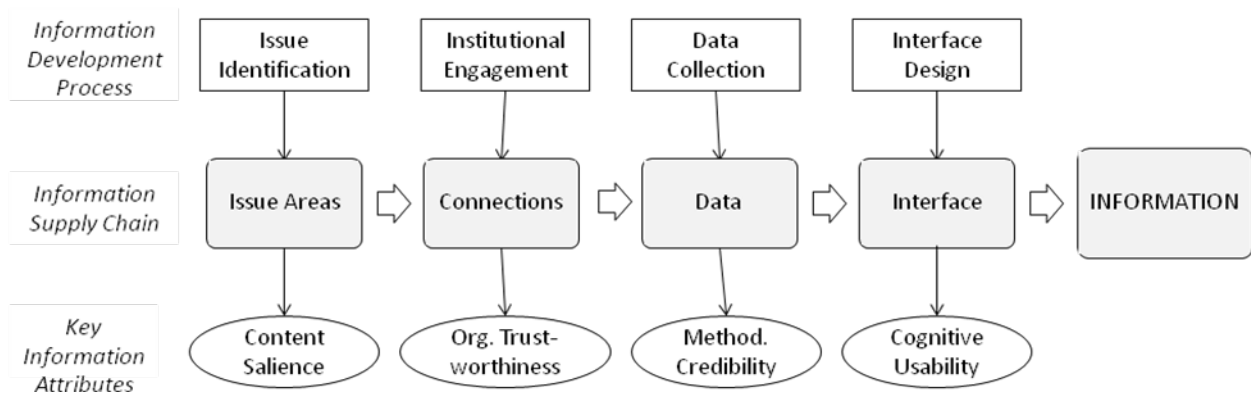 Information
Development
Process
Issue
Identification
Institutional
Engagement
Data
Collection
Interface
Design
Information
Supply Chain
Issue Areas
Connections
Data
Interface
INFORMATION
Key
Information
Attributes
Content
Salience
Org. Trust-
worthiness
Method.
Credibility
Cognitive
Usability